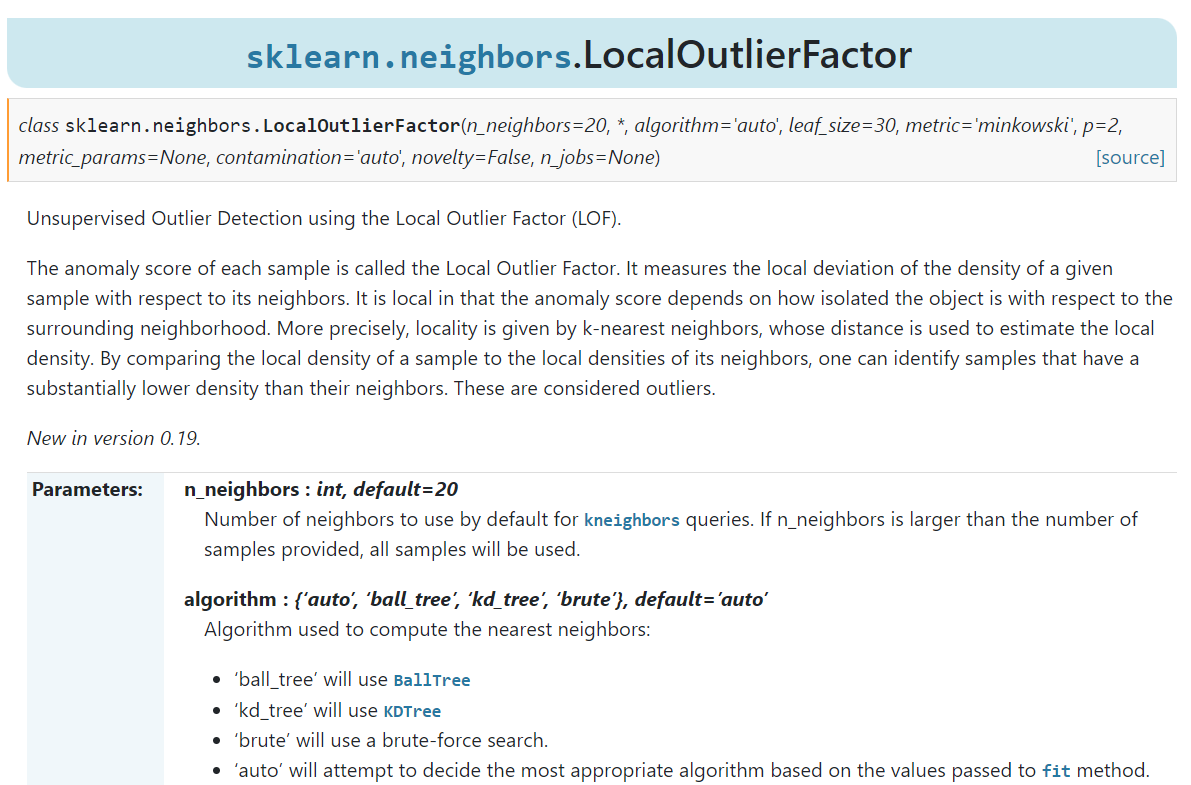 sklearn.neighbors.LocalOutlierFactor
class sklearn.neighbors.LocalOutlierFactor(n_neighbors=20, *, algorithm='auto', leaf_size=30, metric='minkowski', p=2,
metric_params=None, contamination='auto', novelty=False, n_jobs=None) [source]
Unsupervised Outlier Detection using the Local Outlier Factor (LOF).
The anomaly score of each sample is called the Local Outlier Factor. It measures the local deviation of the density of a given
sample with respect to its neighbors. It is local in that the anomaly score depends on how isolated the object is with respect to the
surrounding neighborhood. More precisely, locality is given by k-nearest neighbors, whose distance is used to estimate the local
density. By comparing the local density of a sample to the local densities of its neighbors, one can identify samples that have a
substantially lower density than their neighbors. These are considered outliers.
New in version 0.19.
Parameters: n_neighbors : int, default=20
Number of neighbors to use by default for kneighbors queries. If n_neighbors is larger than the number of
samples provided, all samples will be used.
algorithm : {‘auto’, ‘ball_tree’, ‘kd_tree’, ‘brute’}, default=’auto’
Algorithm used to compute the nearest neighbors:
• ‘ball_tree’ will use BallTree
• ‘kd_tree’ will use KDTree
• ‘brute’ will use a brute-force search.
• ‘auto’ will attempt to decide the most appropriate algorithm based on the values passed to fit method.